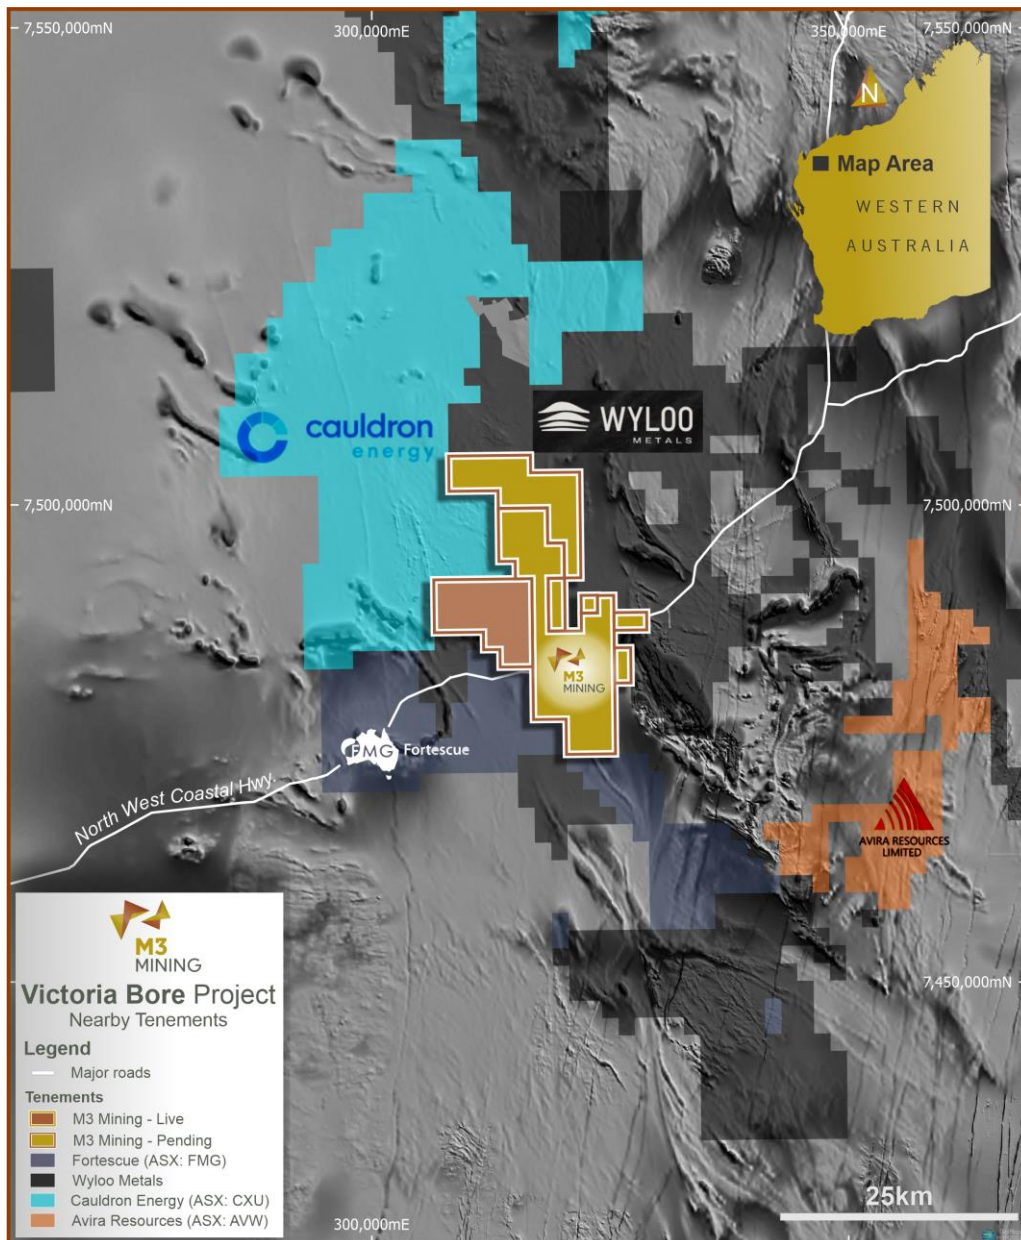 7,550,000mN
300,000mE
350,000mE
7,550,000mN
N
Map Area
WESTERN
AUSTRALIA
cauldron
energy
WYLOO
METALS
7,500,000mN
7,500,000mN
M3
MINING
FMG Fortescue
North West Coastal Hwy.
AVIRA RESOURCES
LIMITED
M3
MINING
Victoria Bore Project
Nearby Tenements
Legend
Major roads
Tenements
M3 Mining - Live
M3 Mining - Pending
Fortescue (ASX: FMG)
Wyloo Metals
Cauldron Energy (ASX: CXU)
Avira Resources (ASX: AVW)
7,450,000mN
25km
300,000mE